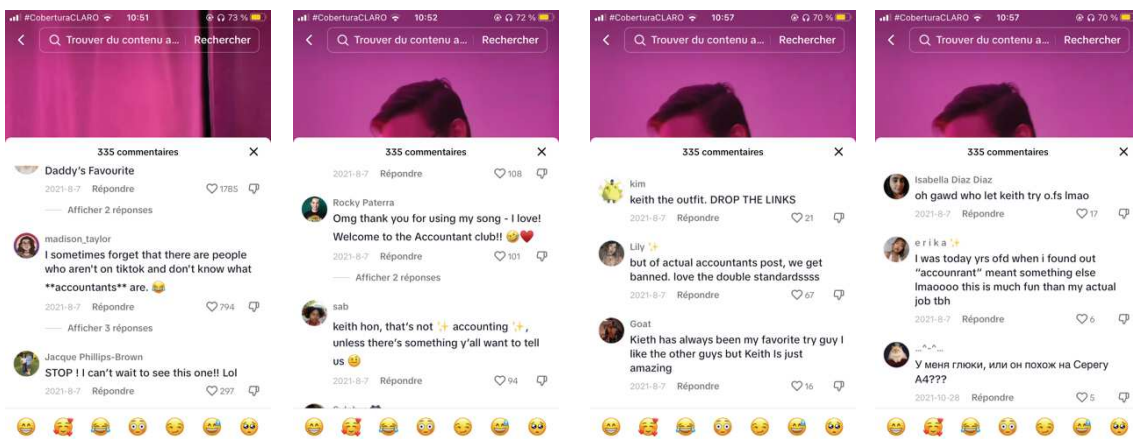 #CoberturaCLARO 10:51 73 %
Trouver du contenu a... Rechercher
335 commentaires
Daddy's Favourite
2021-8-7 Répondre 1785
Afficher 2 réponses
madison_taylor
I sometimes forget that there are people
who aren't on tiktok and don't know what
**accountants** are. 😂
2021-8-7 Répondre 794
Afficher 3 réponses
Jacque Phillips-Brown
STOP ! I can't wait to see this one!! Lol
2021-8-7 Répondre 297
#CoberturaCLARO 10:52 72 %
Trouver du contenu a... Rechercher
335 commentaires
2021-8-7 Répondre 108
Rocky Paterra
Omg thank you for using my song - I love!
Welcome to the Accountant club!! 🤣❤️
2021-8-7 Répondre 101
Afficher 2 réponses
sab
keith hon, that's not ✨ accounting ✨,
unless there's something y'all want to tell
us 😀
2021-8-7 Répondre 94
#CoberturaCLARO 10:57 70 %
Trouver du contenu a... Rechercher
335 commentaires
kim
keith the outfit. DROP THE LINKS
2021-8-7 Répondre 21
Lily ✨
but of actual accountants post, we get
banned. love the double standardssss
2021-8-7 Répondre 67
Goat
Kieth has always been my favorite try guy I
like the other guys but Keith Is just
amazing
2021-8-7 Répondre 16
#CoberturaCLARO 10:57 70 %
Trouver du contenu a... Rechercher
335 commentaires
Isabella Diaz Diaz
oh gawd who let keith try o.fs lmao
2021-8-7 Répondre 17
e r i k a ✨
I was today yrs ofd when i found out
"accounrant" meant something else
lmaoooo this is much fun than my actual
job tbh
2021-8-7 Répondre 6
...^-^...
У меня глюки, или он похож на Серегу
А4???
2021-10-28 Répondre 5